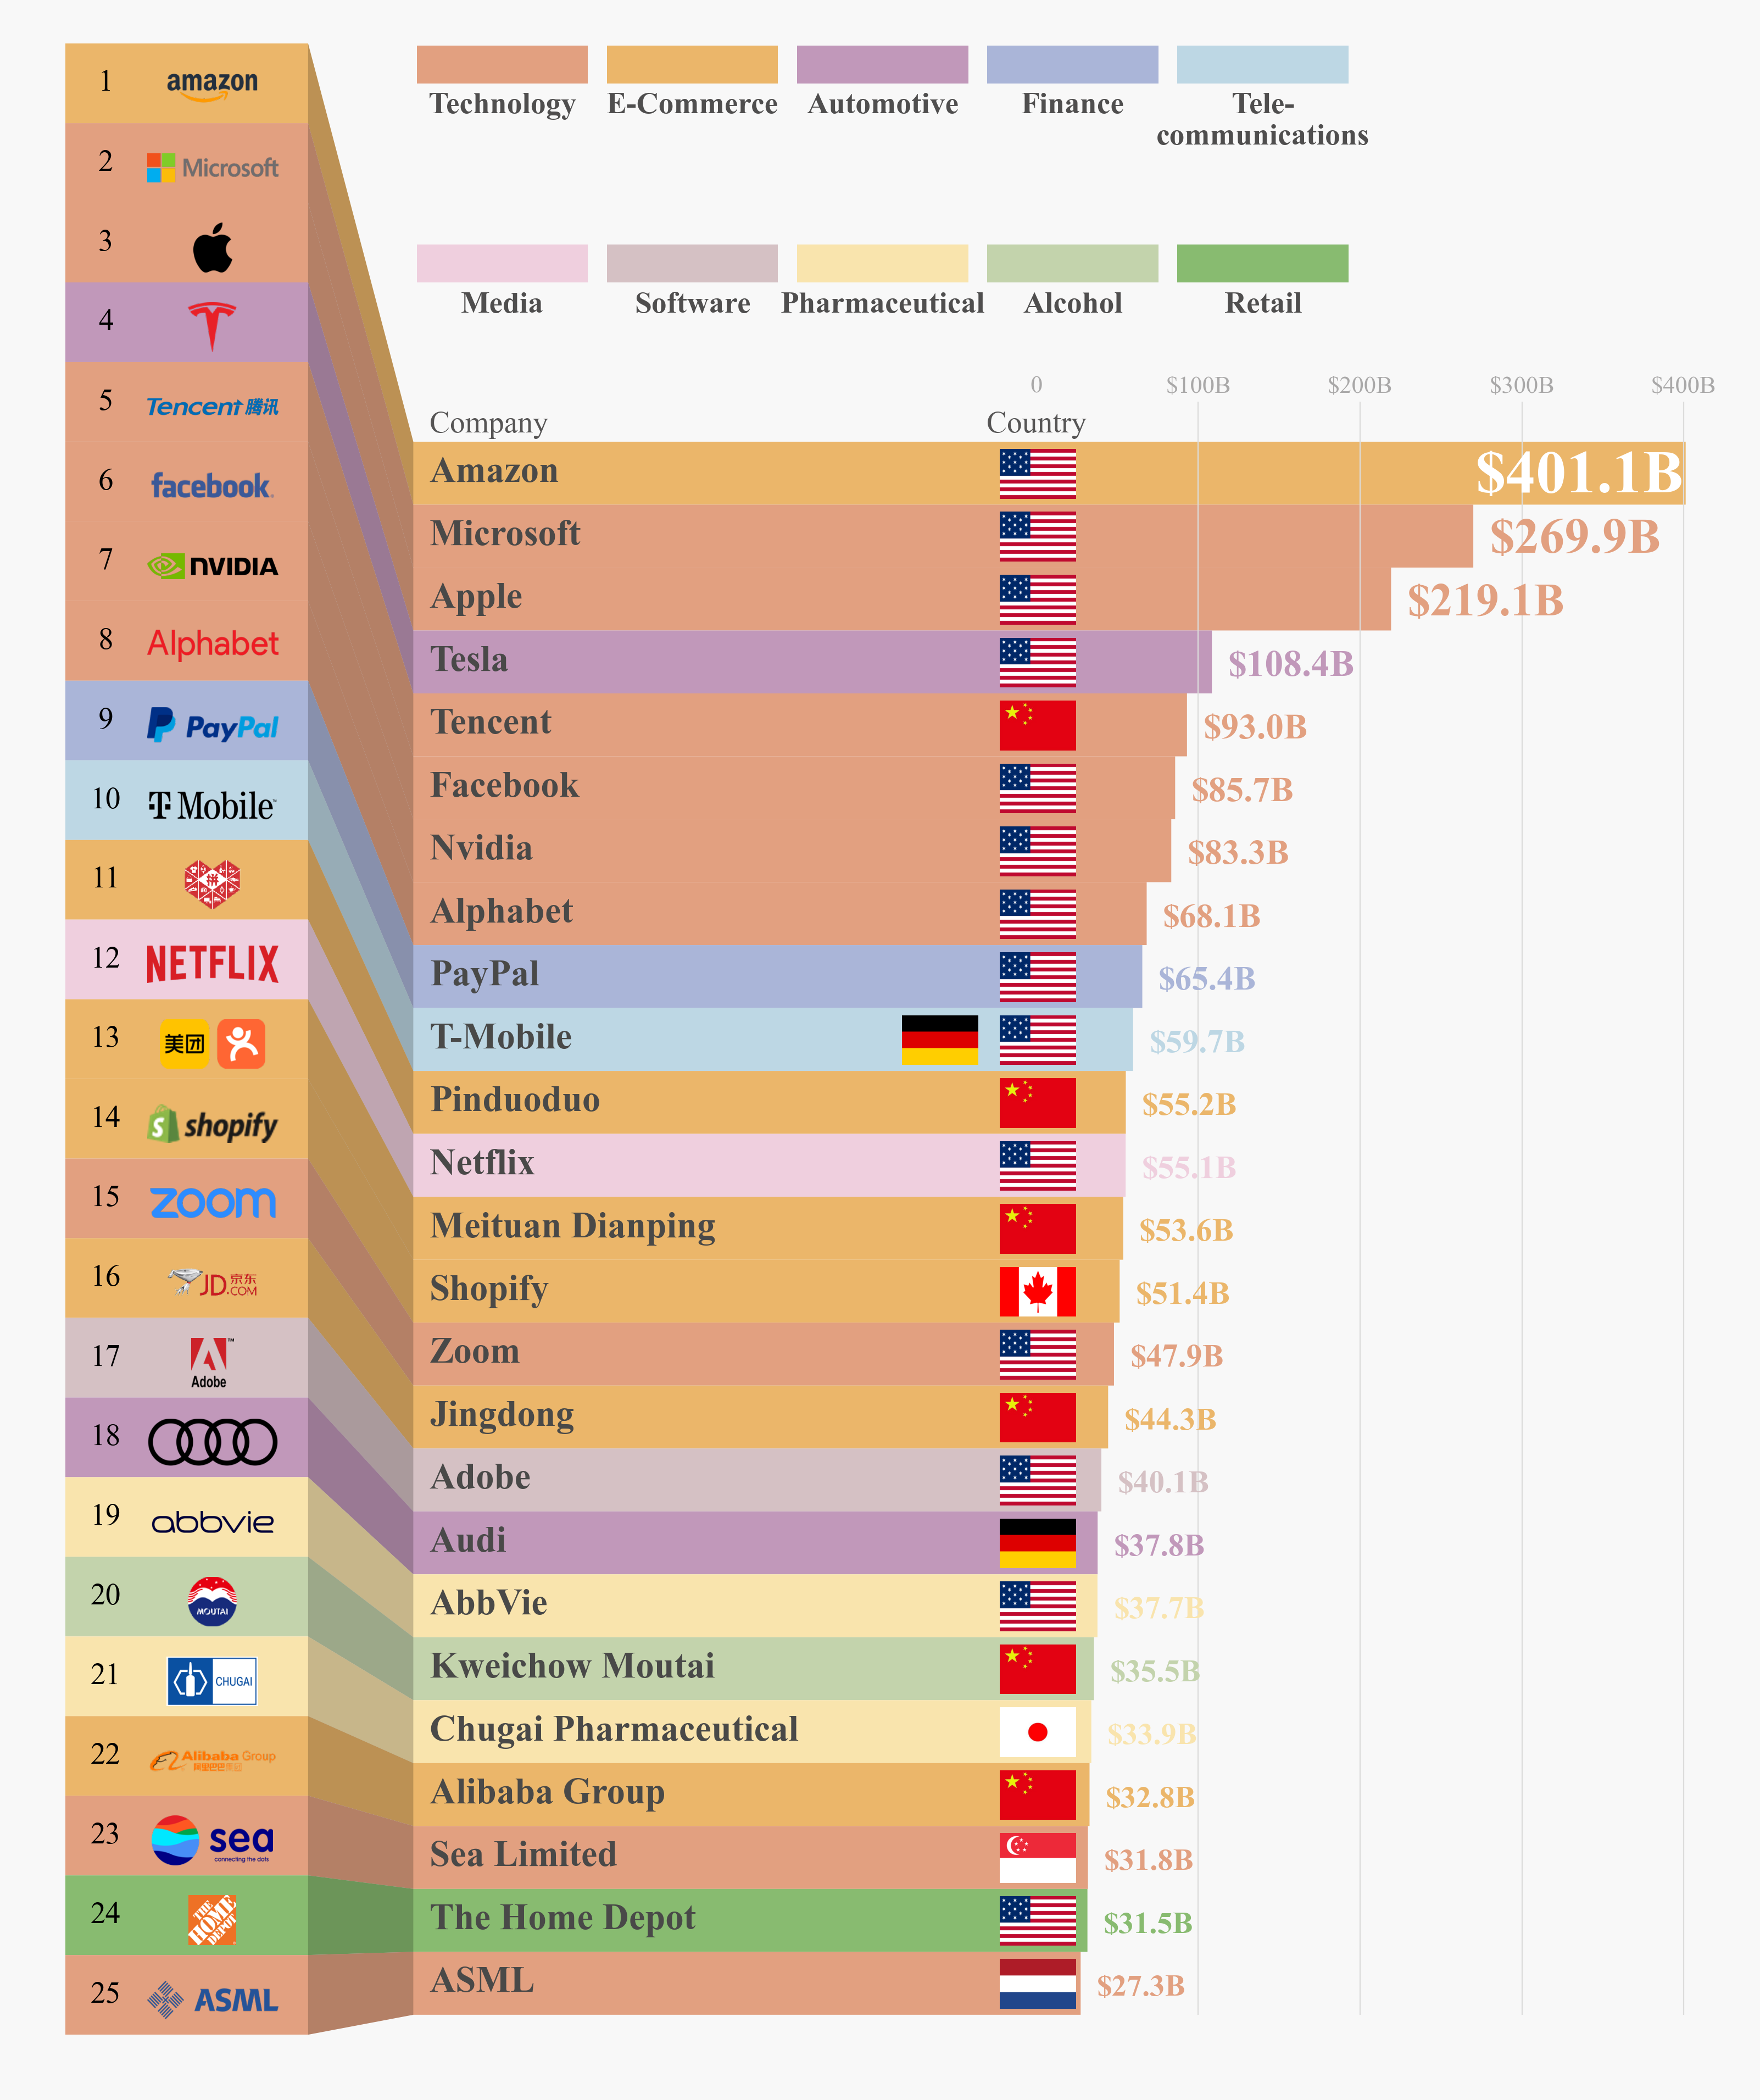 Technology
E-Commerce
Automotive
Finance
Tele-
communications
Media
Software
Pharmaceutical
Alcohol
Retail
0 $100B $200B $300B $400B
Company Country
1 amazon
2 Microsoft
3
4
5 Tencent 腾讯
6 facebook
7 NVIDIA
8 Alphabet
9 PayPal
10 T Mobile
11 拼
12 NETFLIX
13 美团
14 shopify
15 zoom
16 JD.COM 京东
17 Adobe™
18
19 abbvie
20 MOUTAI
21 CHUGAI
22 Alibaba Group
阿里巴巴集团
23 sea
connecting the dots
24 THE HOME DEPOT
25 ASML
Amazon $401.1B
Microsoft $269.9B
Apple $219.1B
Tesla $108.4B
Tencent $93.0B
Facebook $85.7B
Nvidia $83.3B
Alphabet $68.1B
PayPal $65.4B
T-Mobile $59.7B
Pinduoduo $55.2B
Netflix $55.1B
Meituan Dianping $53.6B
Shopify $51.4B
Zoom $47.9B
Jingdong $44.3B
Adobe $40.1B
Audi $37.8B
AbbVie $37.7B
Kweichow Moutai $35.5B
Chugai Pharmaceutical $33.9B
Alibaba Group $32.8B
Sea Limited $31.8B
The Home Depot $31.5B
ASML $27.3B